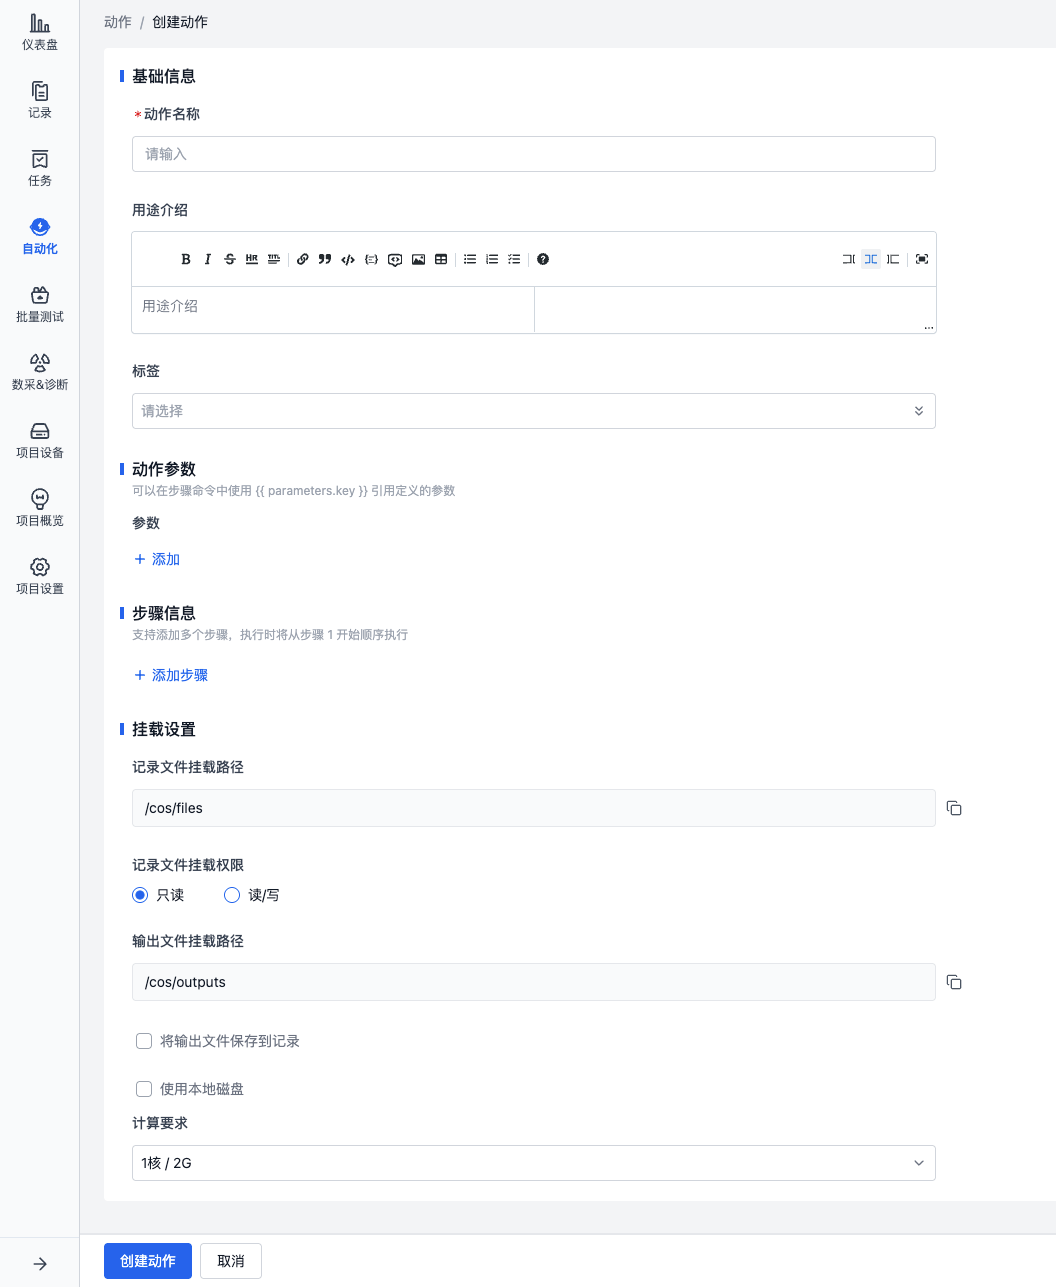 仪表盘
记录
任务
自动化
批量测试
数采&诊断
项目设备
项目概览
项目设置
动作 / 创建动作
基础信息
*动作名称
请输入
用途介绍
用途介绍
...
标签
请选择
动作参数
可以在步骤命令中使用 {{ parameters.key }} 引用定义的参数
参数
+ 添加
步骤信息
支持添加多个步骤，执行时将从步骤 1 开始顺序执行
+ 添加步骤
挂载设置
记录文件挂载路径
/cos/files
记录文件挂载权限
只读 读/写
输出文件挂载路径
/cos/outputs
将输出文件保存到记录
使用本地磁盘
计算要求
1核 / 2G
创建动作 取消